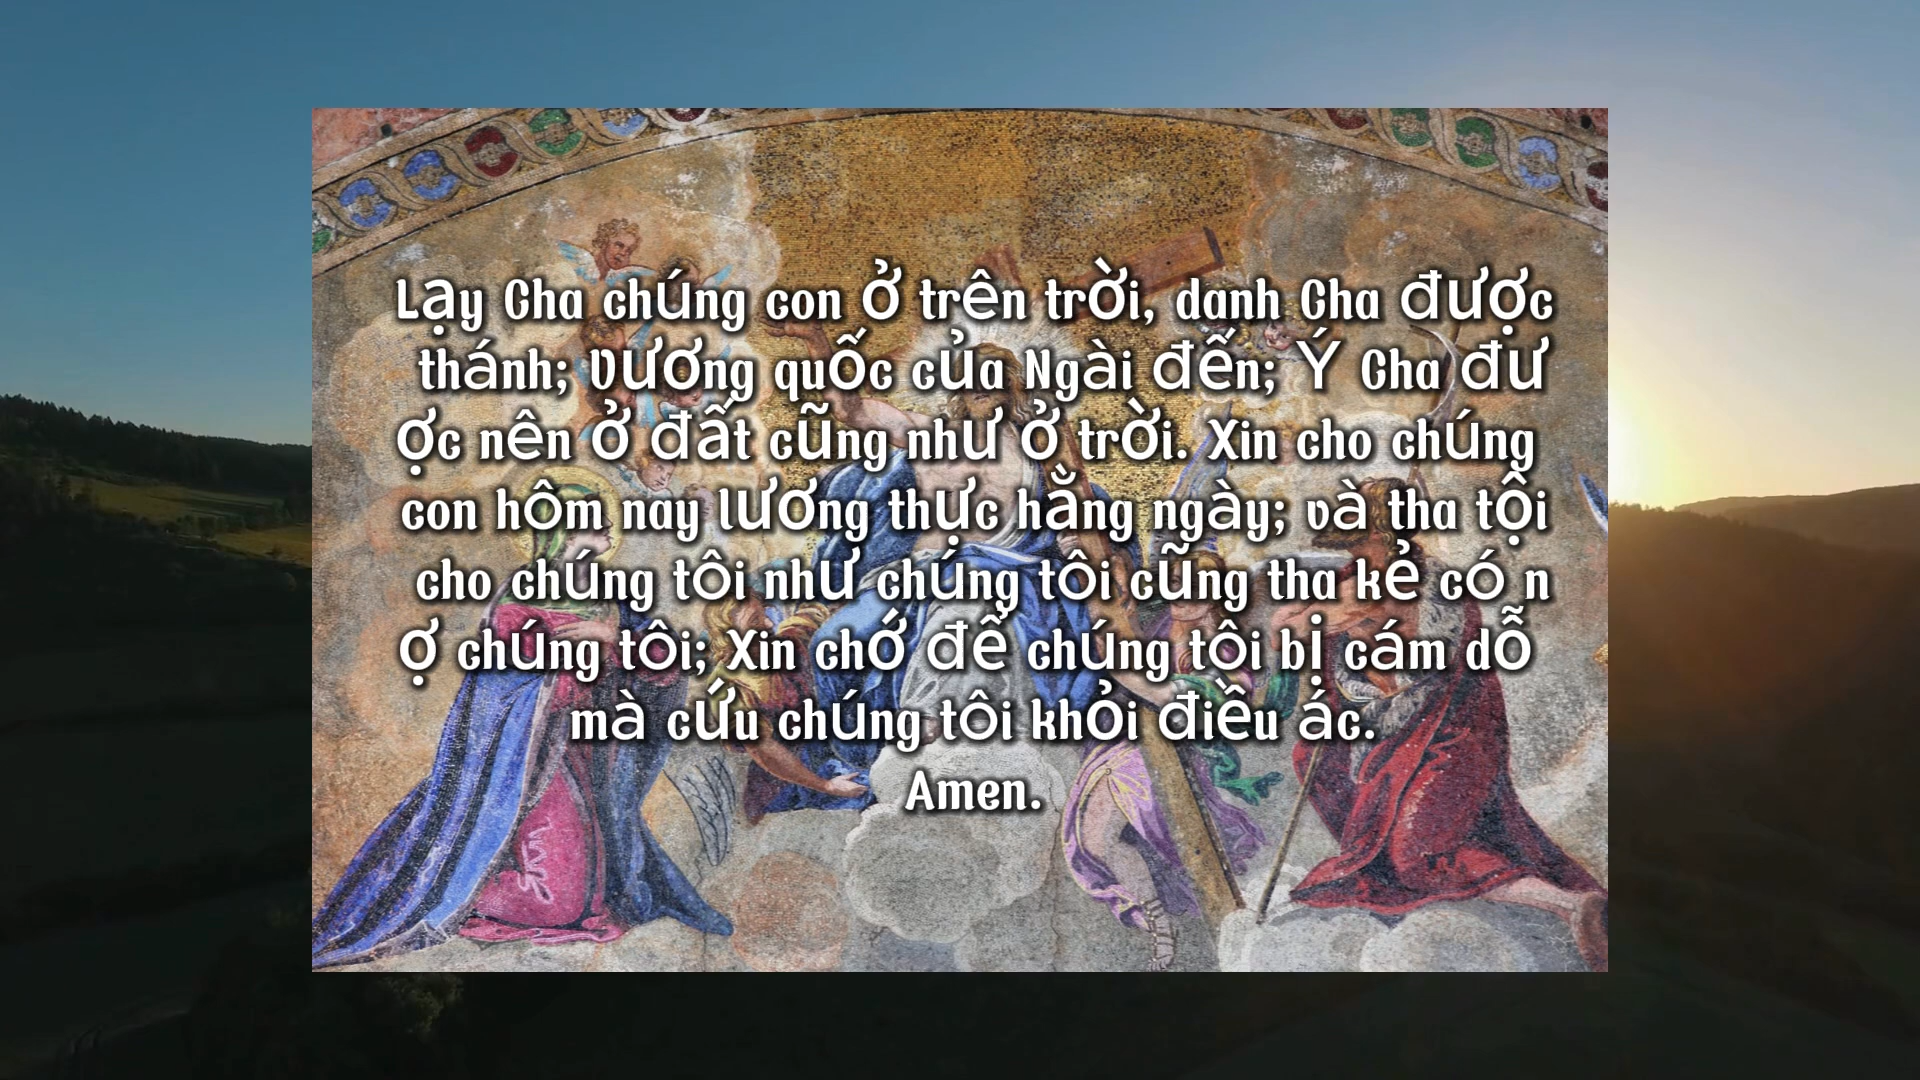 Lạy Cha chúng con ở trên trời, danh Cha được
thánh; Vương quốc của Ngài đến; Ý Cha đư
ợc nên ở đất cũng như ở trời. Xin cho chúng
con hôm nay lương thực hằng ngày; và tha tội
cho chúng tôi như chúng tôi cũng tha kẻ có n
ợ chúng tôi; Xin chớ để chúng tôi bị cám dỗ
mà cứu chúng tôi khỏi điều ác.
Amen.